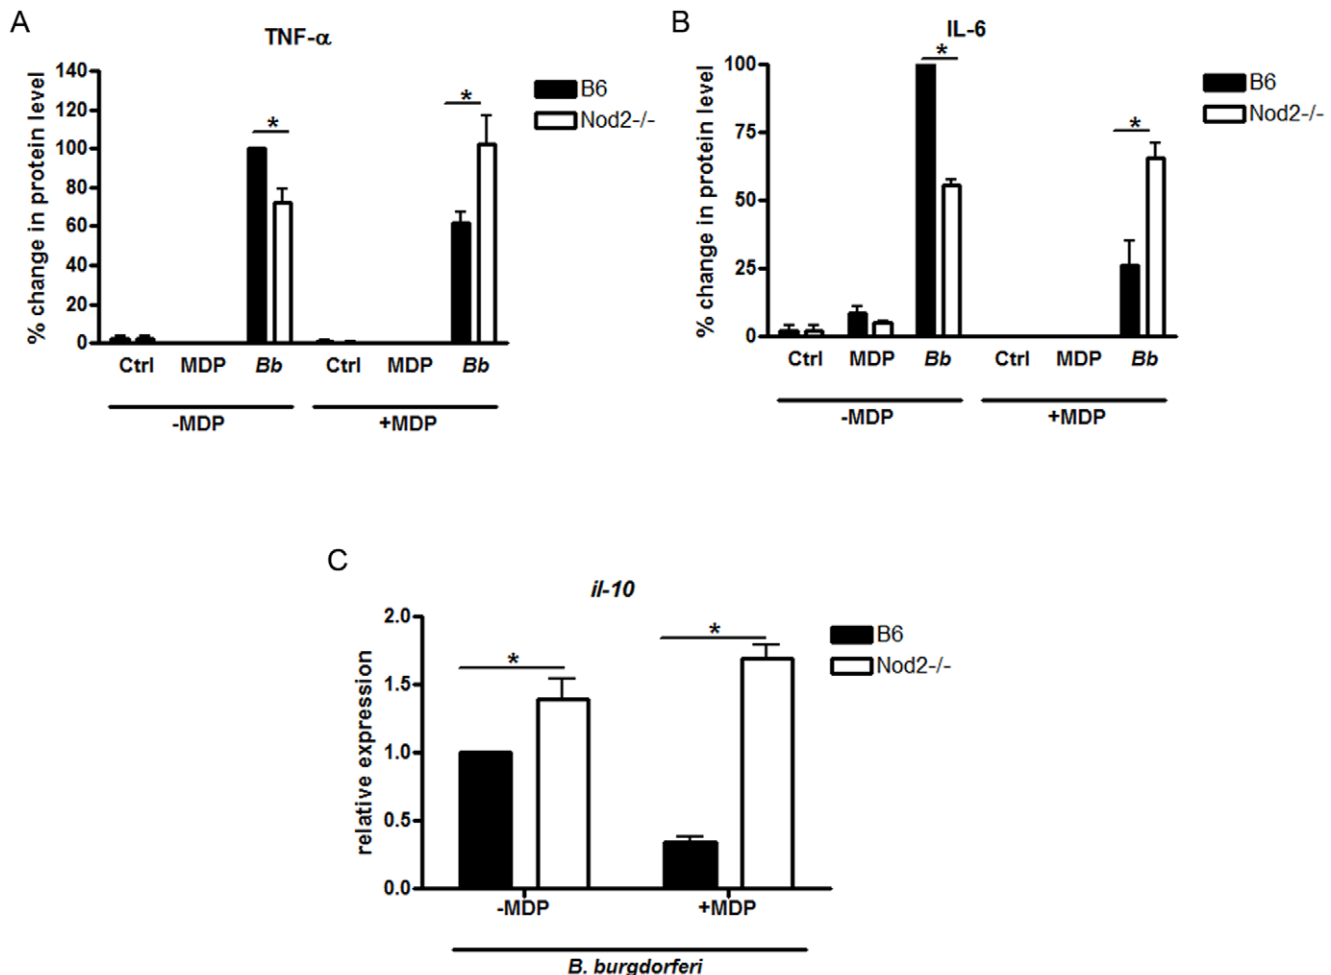 A
TNF-α
% change in protein level
140
120
100
80
60
40
20
0
*
*
B6
Nod2-/-
Ctrl MDP Bb Ctrl MDP Bb
-MDP +MDP
B
IL-6
% change in protein level
100
75
50
25
0
*
*
B6
Nod2-/-
Ctrl MDP Bb Ctrl MDP Bb
-MDP +MDP
C
il-10
relative expression
2.0
1.5
1.0
0.5
0.0
*
*
B6
Nod2-/-
-MDP +MDP
B. burgdorferi